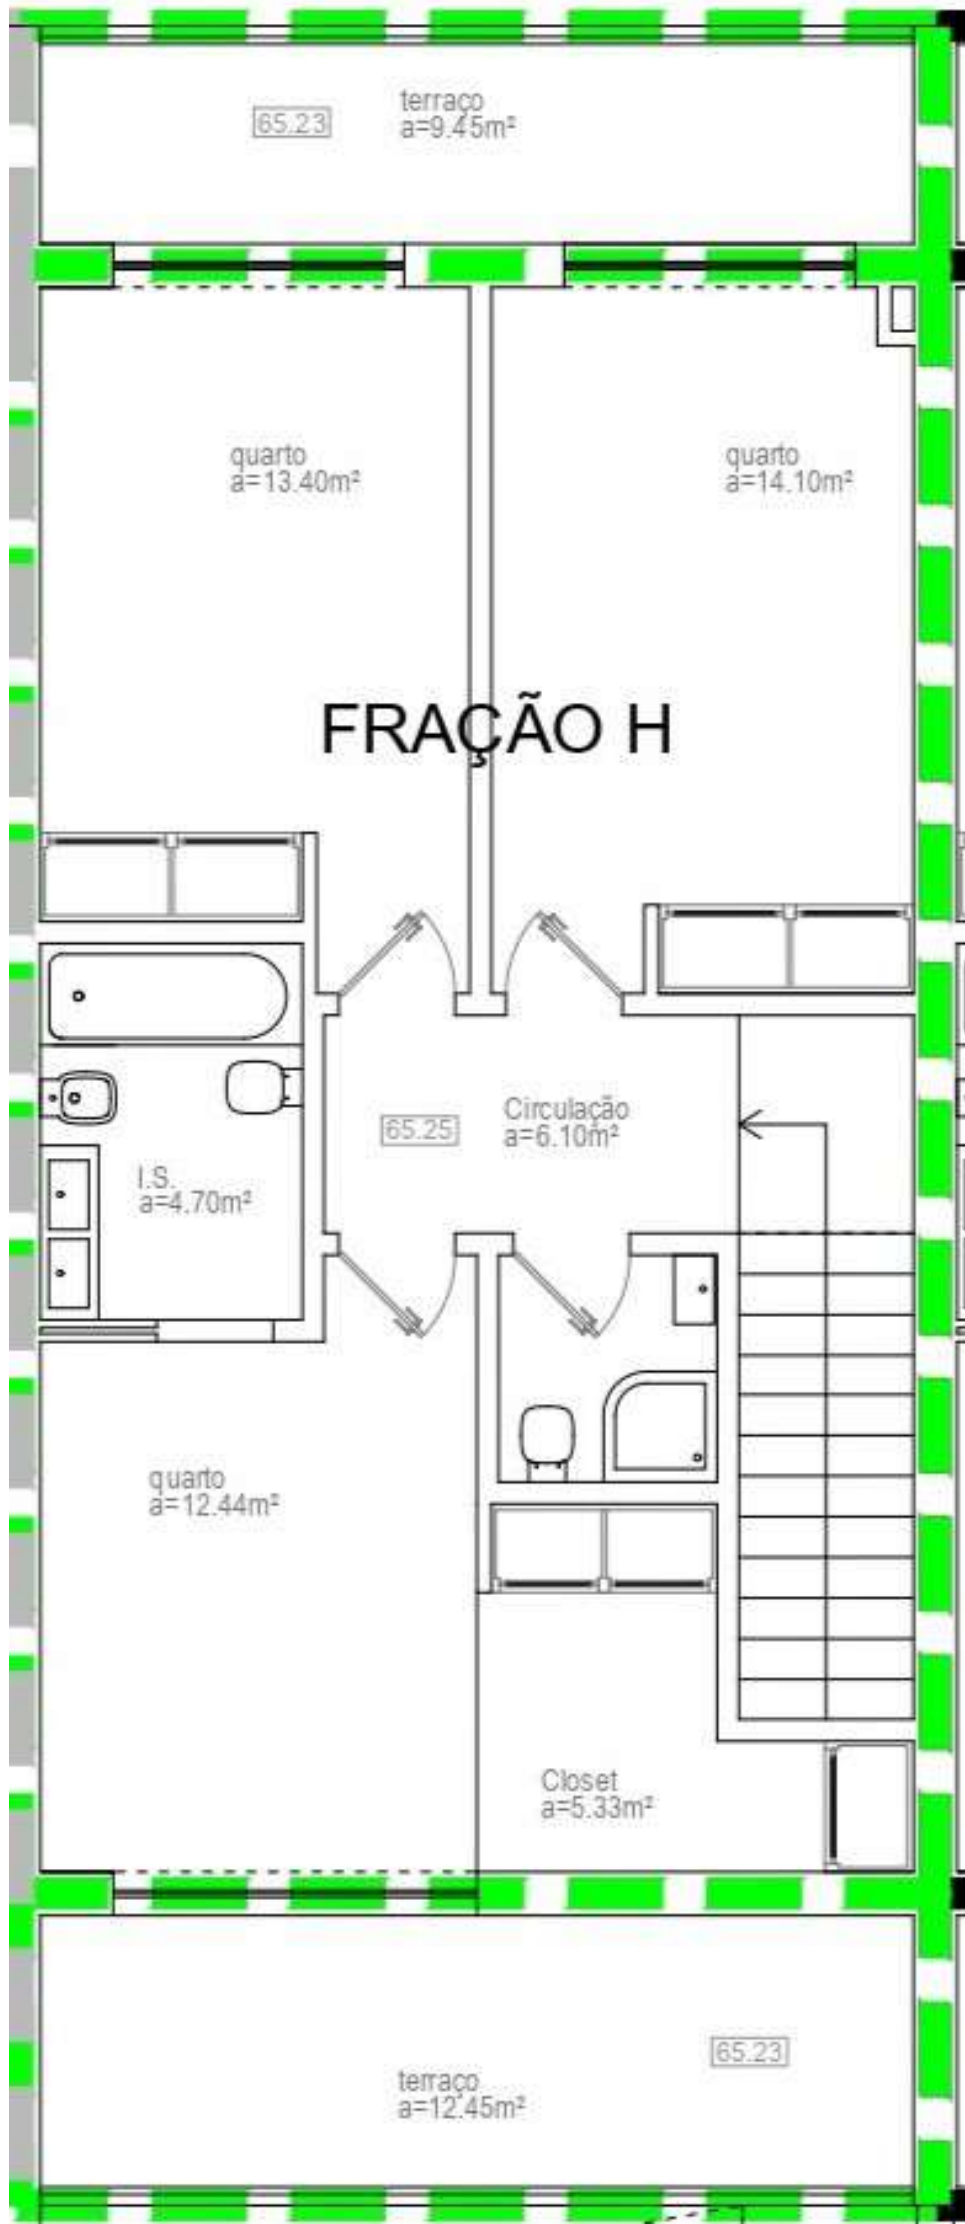 terraço
a=9.45m²
65.23
quarto
a=13.40m²
quarto
a=14.10m²
FRAÇÃO H
Circulação
a=6.10m²
65.25
I.S.
a=4.70m²
quarto
a=12.44m²
Closet
a=5.33m²
65.23
terraço
a=12.45m²